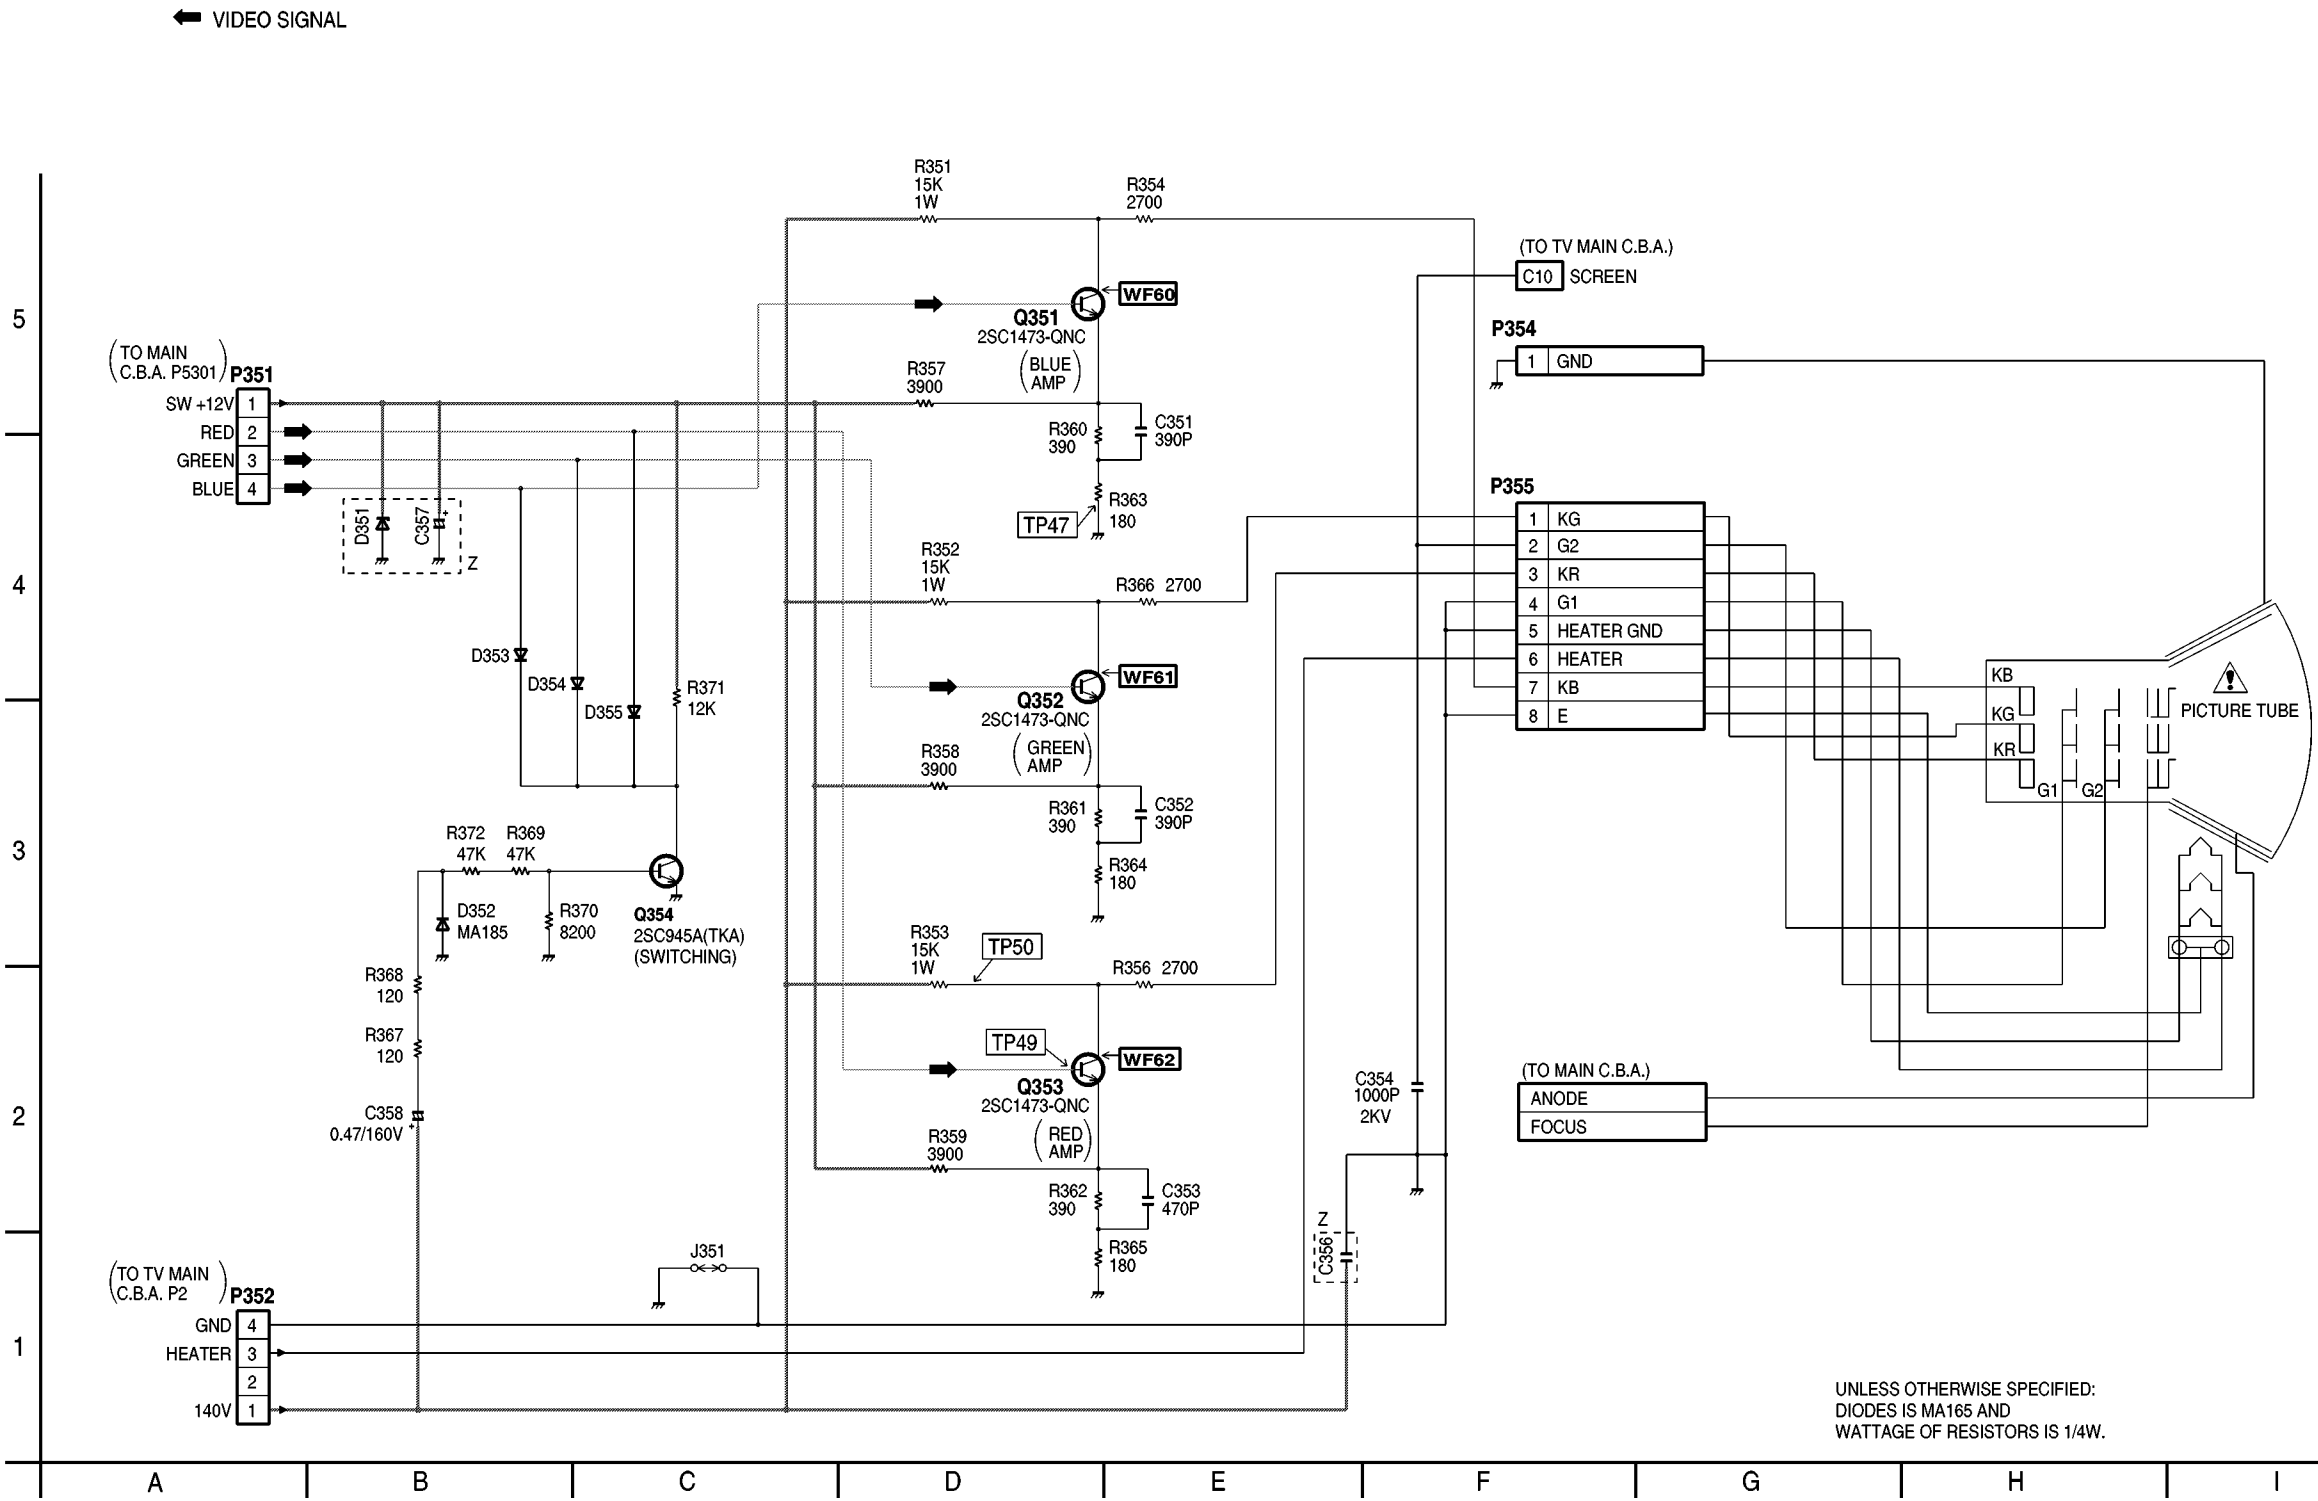 VIDEO SIGNAL
R351
15K
1W
R354
2700
(TO TV MAIN C.B.A.)
C10 SCREEN
WF60
Q351
2SC1473-QNC
(BLUE
AMP)
P354
1 GND
5
(TO MAIN
C.B.A. P5301)
P351
SW +12V 1
RED 2
GREEN 3
BLUE 4
R357
3900
R360
390
C351
390P
R363
180
TP47
D351
C357
+
Z
P355
1 KG
2 G2
3 KR
4 G1
5 HEATER GND
6 HEATER
7 KB
8 E
4
R352
15K
1W
R366 2700
D353
D354
D355
R371
12K
WF61
Q352
2SC1473-QNC
(GREEN
AMP)
KB
KG
KR
G1
G2
!
PICTURE TUBE
R358
3900
R361
390
C352
390P
R364
180
3
R372
47K
R369
47K
D352
MA185
R370
8200
Q354
2SC945A(TKA)
(SWITCHING)
R353
15K
1W
TP50
R356 2700
R368
120
R367
120
TP49
WF62
Q353
2SC1473-QNC
(RED
AMP)
C354
1000P
2KV
(TO MAIN C.B.A.)
ANODE
FOCUS
2
C358
0.47/160V
+
R359
3900
R362
390
C353
470P
R365
180
Z
C356
J351
(TO TV MAIN
C.B.A. P2)
P352
GND 4
HEATER 3
2
140V 1
1
UNLESS OTHERWISE SPECIFIED:
DIODES IS MA165 AND
WATTAGE OF RESISTORS IS 1/4W.
A B C D E F G H I